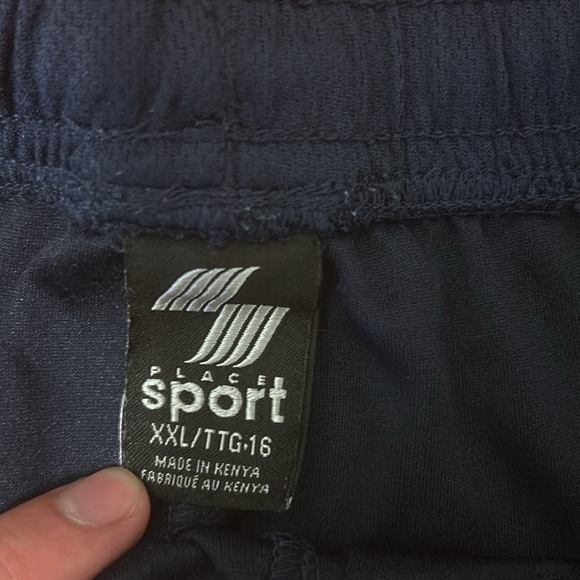 PLACE
sport
XXL/TTG•16
MADE IN KENYA
FABRIQUÉ AU KENYA